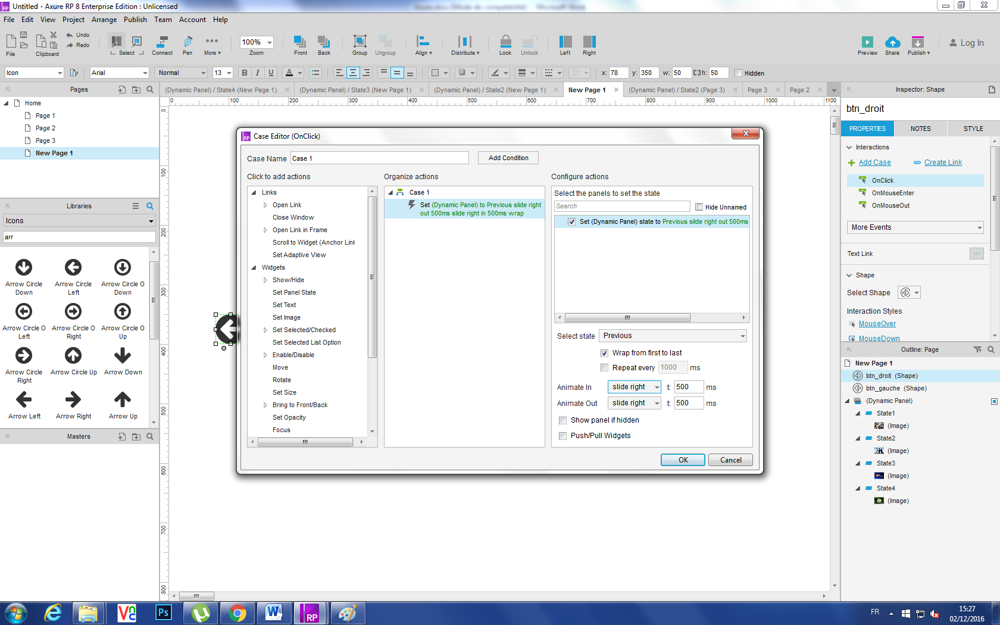 Untitled - Axure RP 8 Enterprise Edition : Unlicensed
File Edit View Project Arrange Publish Team Account Help
Undo
Redo
File Clipboard Select Connect Pen More 100% Zoom Front Back Group Ungroup Align Distribute Lock Unlock Left Right Preview Share Publish Log In
Icon Arial Normal 13 B I U A x: 78 y: 350 w: 50 h: 50 Hidden
Pages
Home
Page 1
Page 2
Page 3
New Page 1
Libraries
Icons
arr
Arrow Circle Down
Arrow Circle Left
Arrow Circle O Down
Arrow Circle O Left
Arrow Circle O Right
Arrow Circle O Up
Arrow Circle Right
Arrow Circle Up
Arrow Down
Arrow Left
Arrow Right
Arrow Up
Masters
(Dynamic Panel) / State4 (New Page 1) (Dynamic Panel) / State3 (New Page 1) (Dynamic Panel) / State2 (New Page 1) New Page 1 (Dynamic Panel) / State2 (Page 3) Page 3 Page 2
0 100 200 300 400 500 600 700 800 900 1000 1100
0
100
200
300
400
500
600
700
800
RP Case Editor (OnClick)
Case Name Case 1 Add Condition
Click to add actions
Links
Open Link
Close Window
Open Link in Frame
Scroll to Widget (Anchor Link
Set Adaptive View
Widgets
Show/Hide
Set Panel State
Set Text
Set Image
Set Selected/Checked
Set Selected List Option
Enable/Disable
Move
Rotate
Set Size
Bring to Front/Back
Set Opacity
Focus
Organize actions
Case 1
Set (Dynamic Panel) to Previous slide right
out 500ms slide right in 500ms wrap
Configure actions
Select the panels to set the state
Search
Hide Unnamed
Set (Dynamic Panel) state to Previous slide right out 500ms
Select state Previous
Wrap from first to last
Repeat every 1000 ms
Animate In slide right t: 500 ms
Animate Out slide right t: 500 ms
Show panel if hidden
Push/Pull Widgets
OK Cancel
Inspector: Shape
btn_droit
PROPERTIES NOTES STYLE
Interactions
Add Case Create Link
OnClick
OnMouseEnter
OnMouseOut
More Events
Text Link
Shape
Select Shape
Interaction Styles
MouseOver
MouseDown
Outline: Page
New Page 1
btn_droit (Shape)
btn_gauche (Shape)
(Dynamic Panel)
State1
(Image)
State2
(Image)
State3
(Image)
State4
(Image)
Ps
RP
FR
15:27
02/12/2016